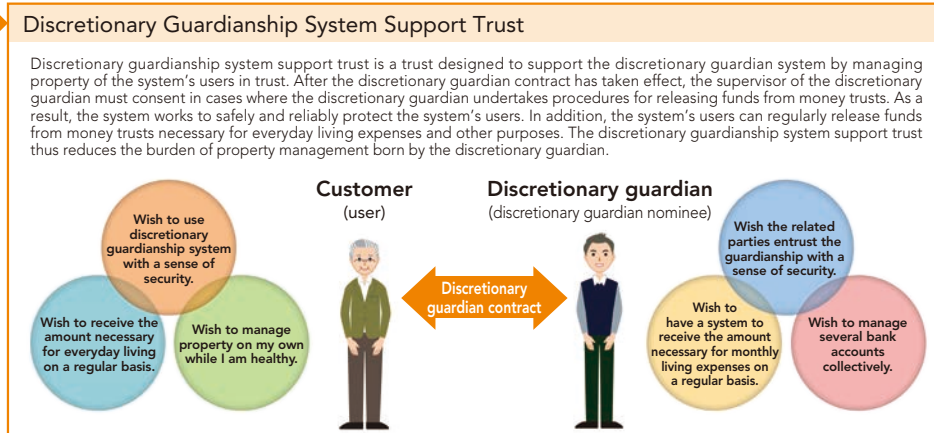 Discretionary Guardianship System Support Trust
Discretionary guardianship system support trust is a trust designed to support the discretionary guardian system by managing
property of the system's users in trust. After the discretionary guardian contract has taken effect, the supervisor of the discretionary
guardian must consent in cases where the discretionary guardian undertakes procedures for releasing funds from money trusts. As a
result, the system works to safely and reliably protect the system's users. In addition, the system's users can regularly release funds
from money trusts necessary for everyday living expenses and other purposes. The discretionary guardianship system support trust
thus reduces the burden of property management born by the discretionary guardian.
Wish to use
discretionary
guardianship system
with a sense of
security.
Wish to receive the
amount necessary
for everyday living
on a regular basis.
Wish to manage
property on my own
while I am healthy.
Customer
(user)
Discretionary
guardian contract
Discretionary guardian
(discretionary guardian nominee)
Wish the related
parties entrust the
guardianship with a
sense of security.
Wish to
have a system to
receive the amount
necessary for monthly
living expenses on
a regular basis.
Wish to manage
several bank
accounts
collectively.